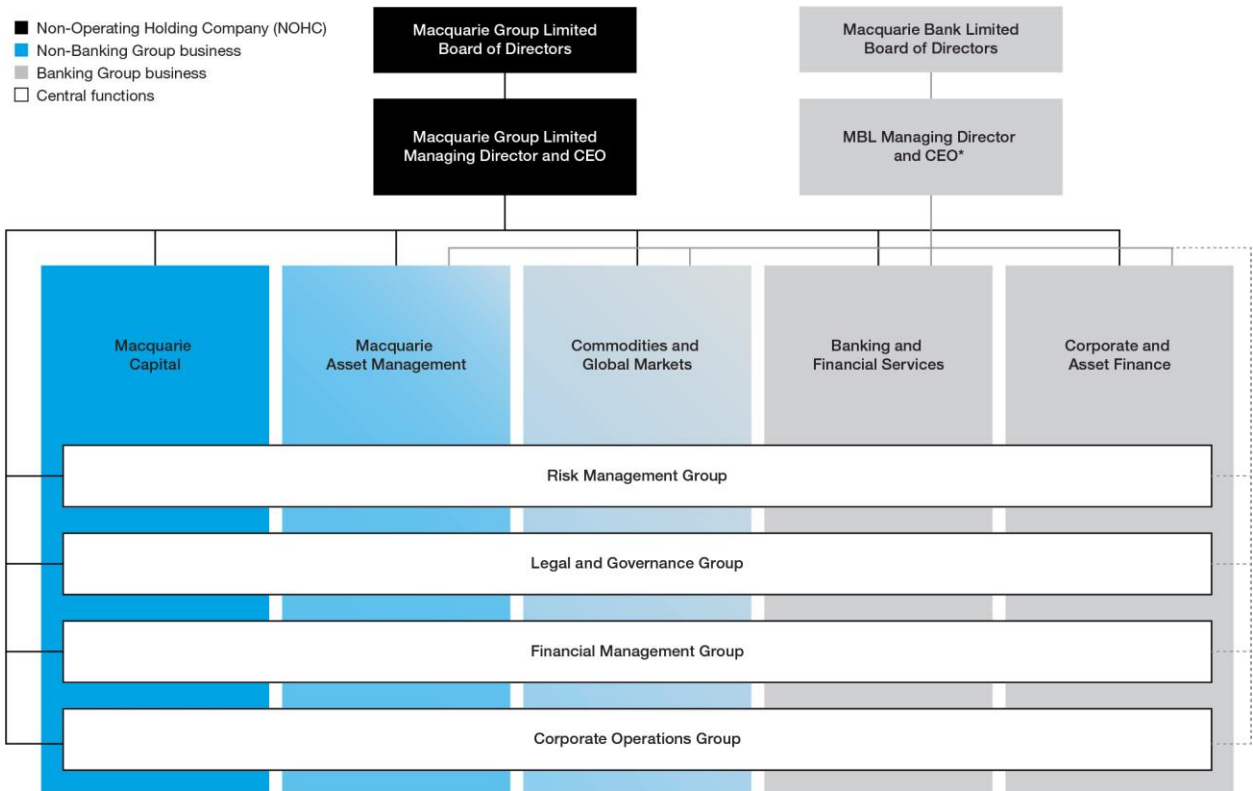 Non-Operating Holding Company (NOHC)
Non-Banking Group business
Banking Group business
Central functions
Macquarie Group Limited
Board of Directors
Macquarie Bank Limited
Board of Directors
Macquarie Group Limited
Managing Director and CEO
MBL Managing Director
and CEO*
Macquarie
Capital
Macquarie
Asset Management
Commodities and
Global Markets
Banking and
Financial Services
Corporate and
Asset Finance
Risk Management Group
Legal and Governance Group
Financial Management Group
Corporate Operations Group